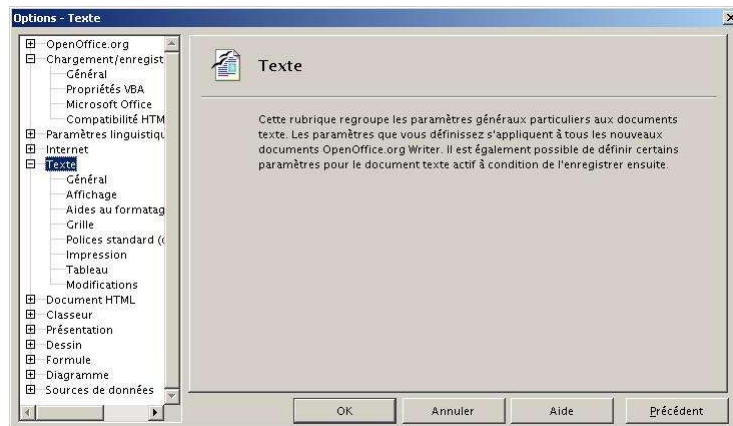 Options - Texte
OpenOffice.org
Chargement/enregist
Général
Propriétés VBA
Microsoft Office
Compatibilité HTM
Paramètres linguistiqu
Internet
Texte
Général
Affichage
Aides au formatag
Grille
Polices standard (o
Impression
Tableau
Modifications
Document HTML
Classeur
Présentation
Dessin
Formule
Diagramme
Sources de données
Texte
Cette rubrique regroupe les paramètres généraux particuliers aux documents
texte. Les paramètres que vous définissez s'appliquent à tous les nouveaux
documents OpenOffice.org Writer. Il est également possible de définir certains
paramètres pour le document texte actif à condition de l'enregistrer ensuite.
OK
Annuler
Aide
Précédent